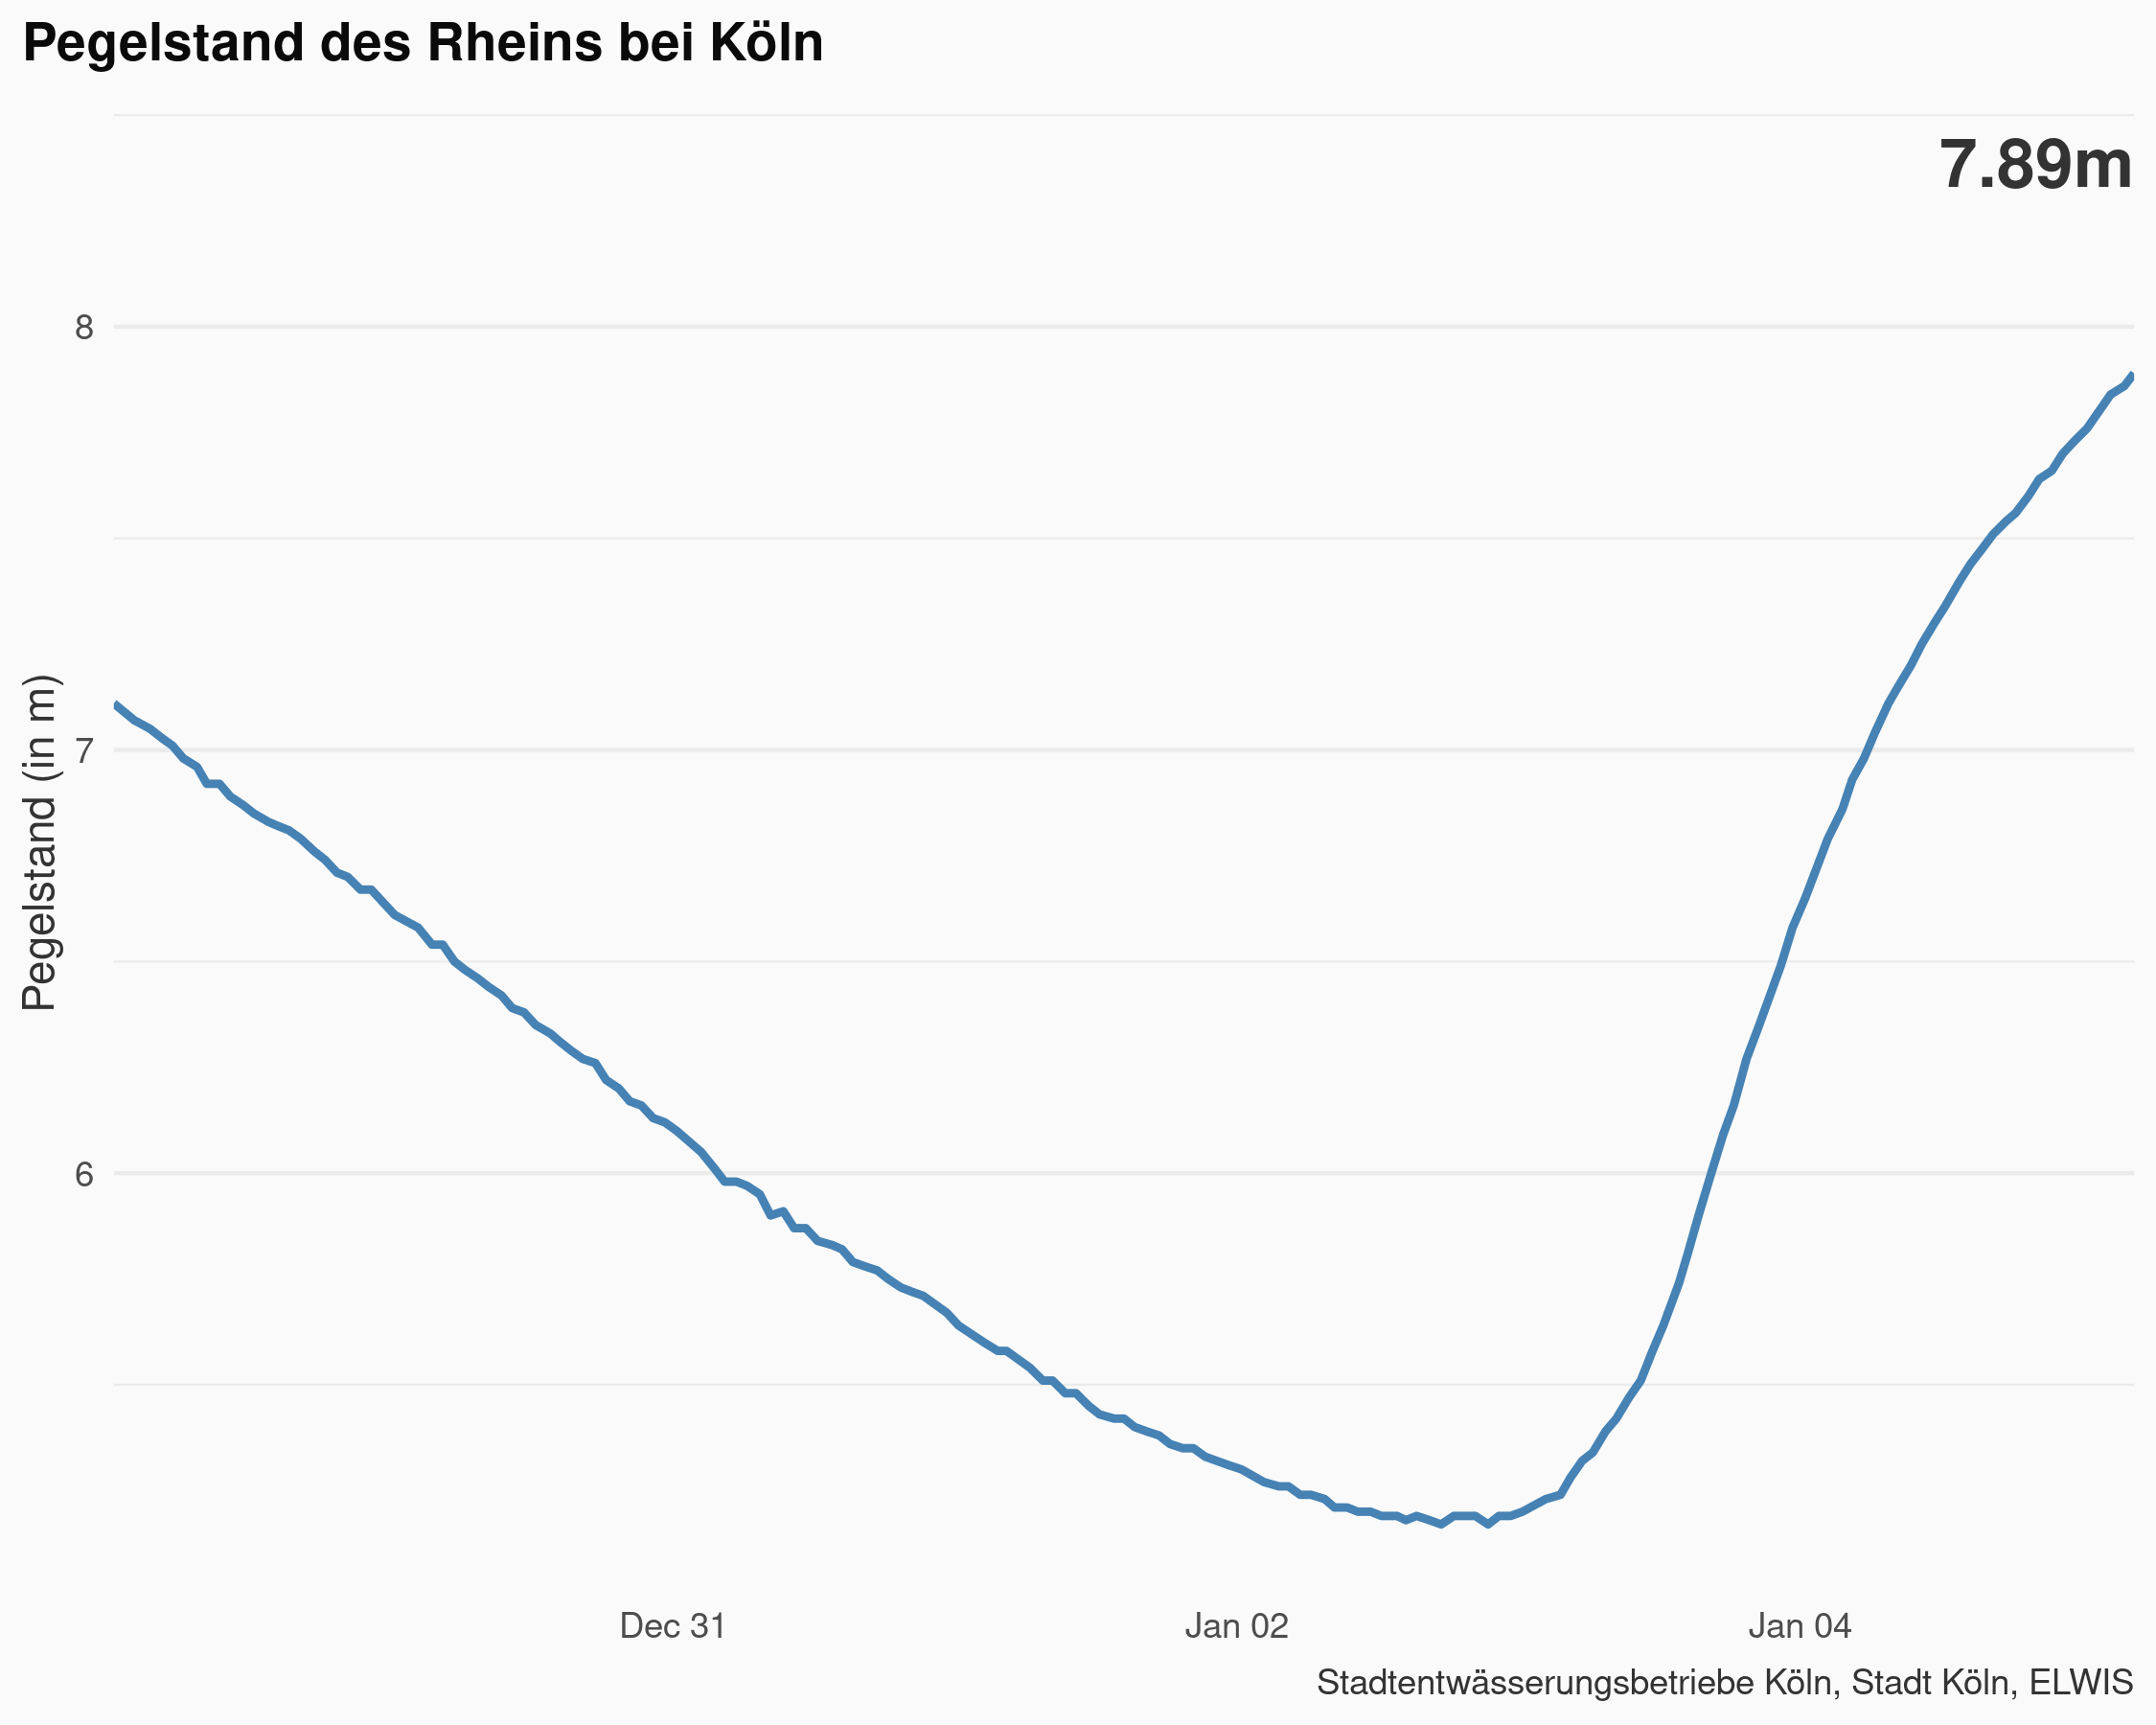 Pegelstand des Rheins bei Köln
7.89m
Pegelstand (in m)
8
7
6
Dec 31
Jan 02
Jan 04
Stadtentwässerungsbetriebe Köln, Stadt Köln, ELWIS